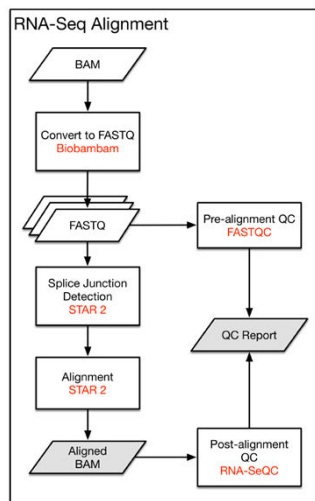 RNA-Seq Alignment
BAM
Convert to FASTQ
Biobambam
FASTQ
Pre-alignment QC
FASTQC
Splice Junction
Detection
STAR 2
QC Report
Alignment
STAR 2
Aligned
BAM
Post-alignment
QC
RNA-SeQC